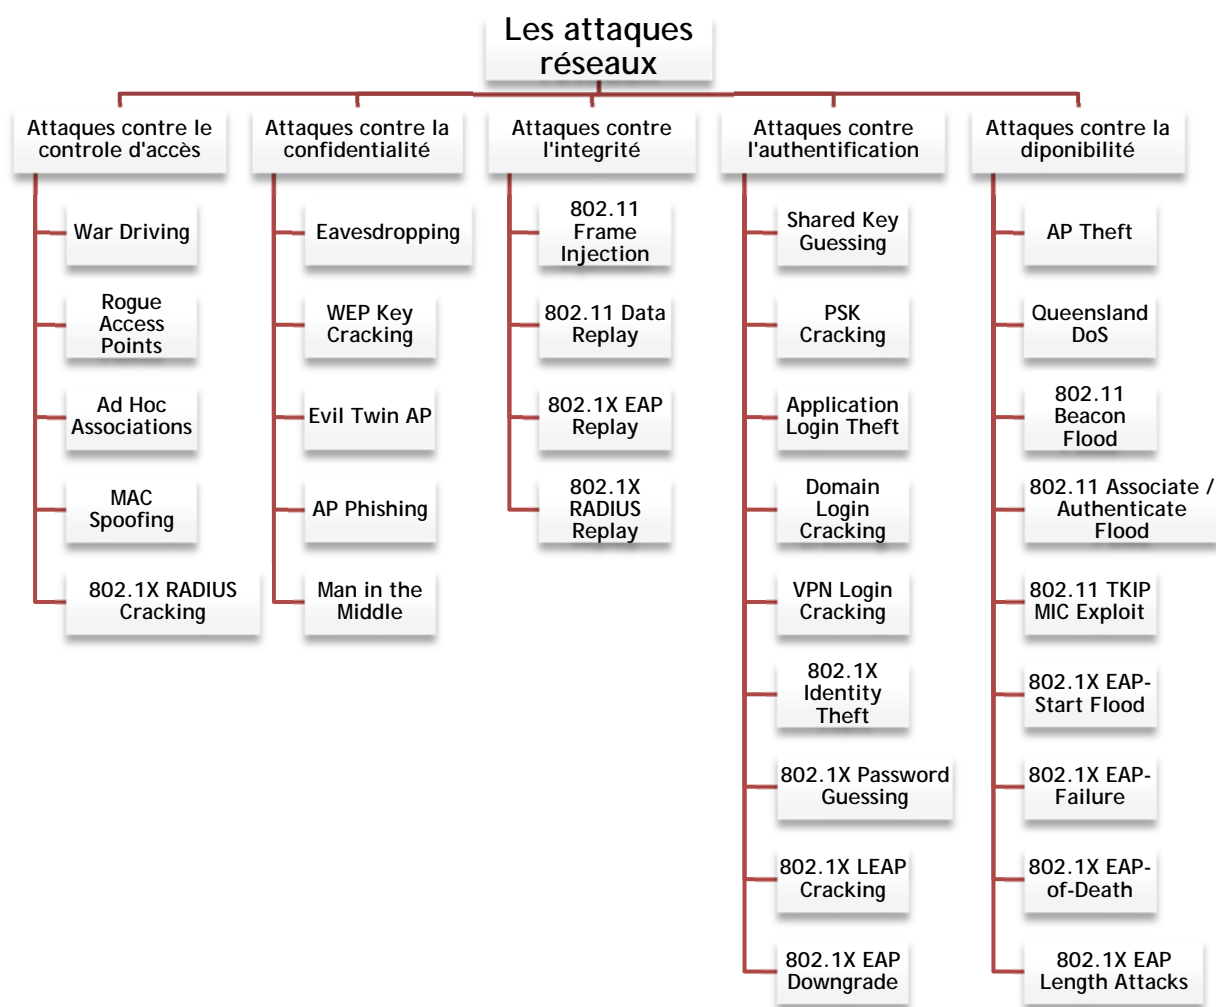 Les attaques
réseaux
Attaques contre le
controle d'accès
War Driving
Rogue
Access
Points
Ad Hoc
Associations
MAC
Spoofing
802.1X RADIUS
Cracking
Attaques contre la
confidentialité
Eavesdropping
WEP Key
Cracking
Evil Twin AP
AP Phishing
Man in the
Middle
Attaques contre
l'integrité
802.11
Frame
Injection
802.11 Data
Replay
802.1X EAP
Replay
802.1X
RADIUS
Replay
Attaques contre
l'authentification
Shared Key
Guessing
PSK
Cracking
Application
Login Theft
Domain
Login
Cracking
VPN Login
Cracking
802.1X
Identity
Theft
802.1X Password
Guessing
802.1X LEAP
Cracking
802.1X EAP
Downgrade
Attaques contre la
diponibilité
AP Theft
Queensland
DoS
802.11
Beacon
Flood
802.11 Associate /
Authenticate
Flood
802.11 TKIP
MIC Exploit
802.1X EAP-
Start Flood
802.1X EAP-
Failure
802.1X EAP-
of-Death
802.1X EAP
Length Attacks